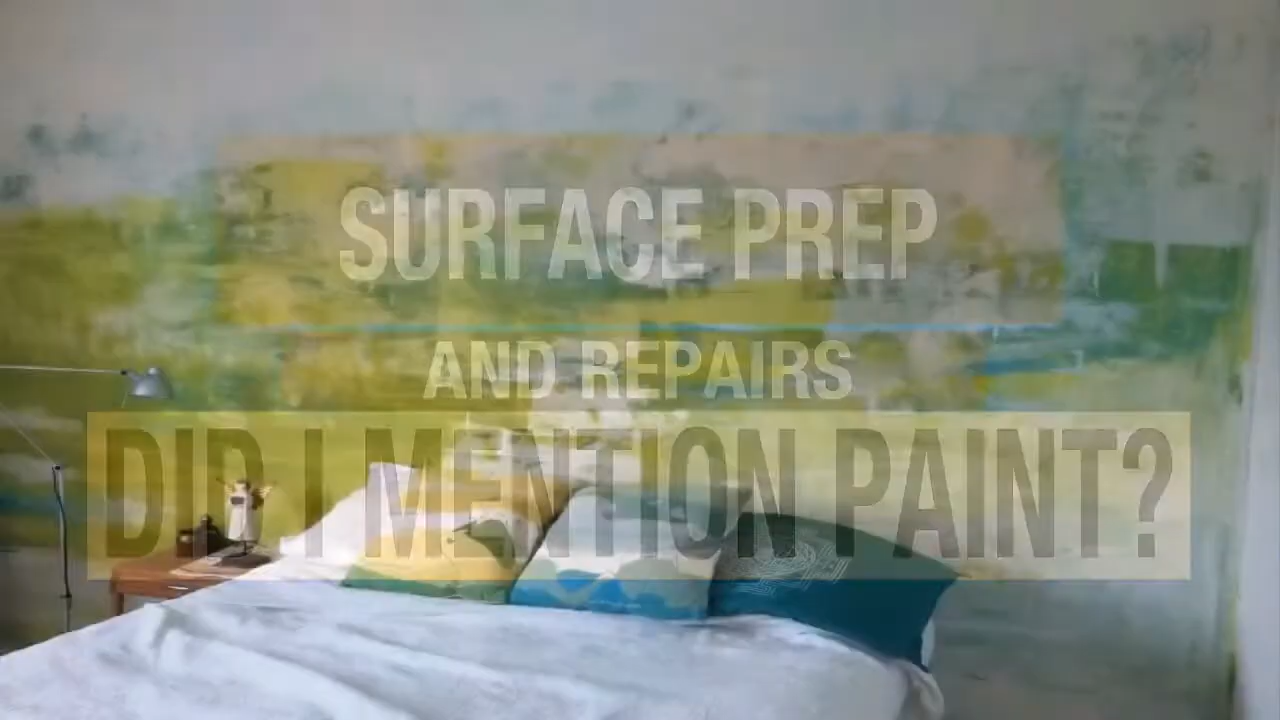 SURFACE PREP
AND REPAIRS
DID I MENTION PAINT?